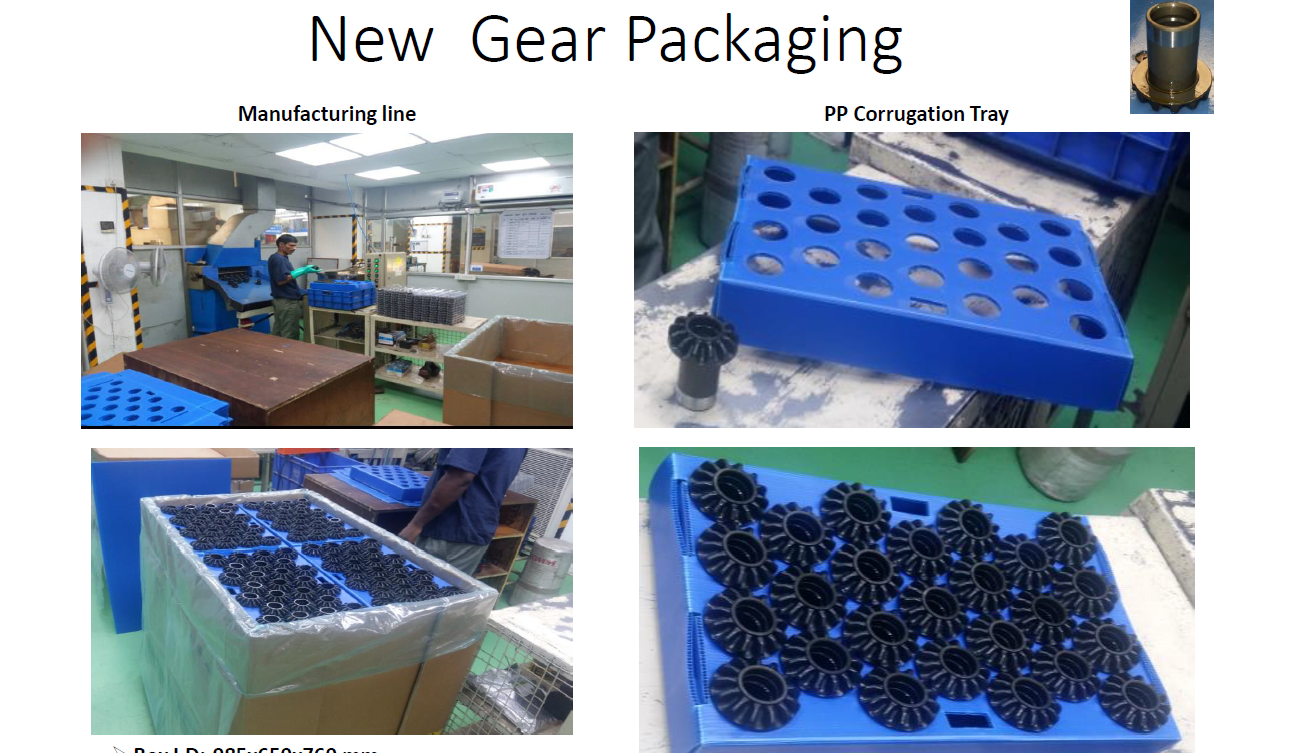 New Gear Packaging
Manufacturing line
PP Corrugation Tray